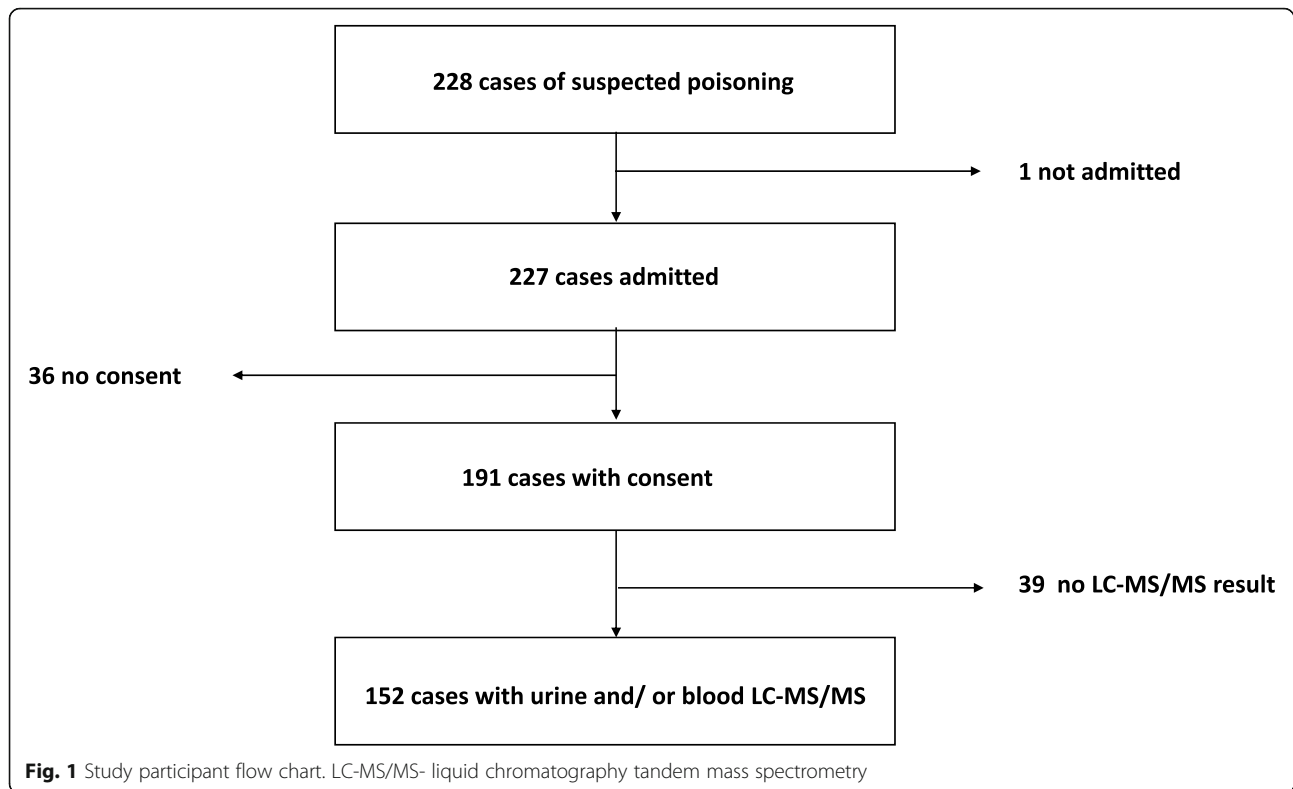 228 cases of suspected poisoning
1 not admitted
227 cases admitted
36 no consent
191 cases with consent
39 no LC-MS/MS result
152 cases with urine and/ or blood LC-MS/MS
Fig. 1 Study participant flow chart. LC-MS/MS- liquid chromatography tandem mass spectrometry